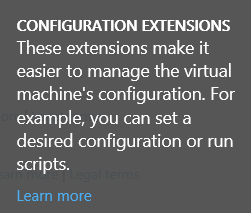 CONFIGURATION EXTENSIONS
These extensions make it
easier to manage the virtual
machine's configuration. For
example, you can set a
desired configuration or run
scripts.
Learn more